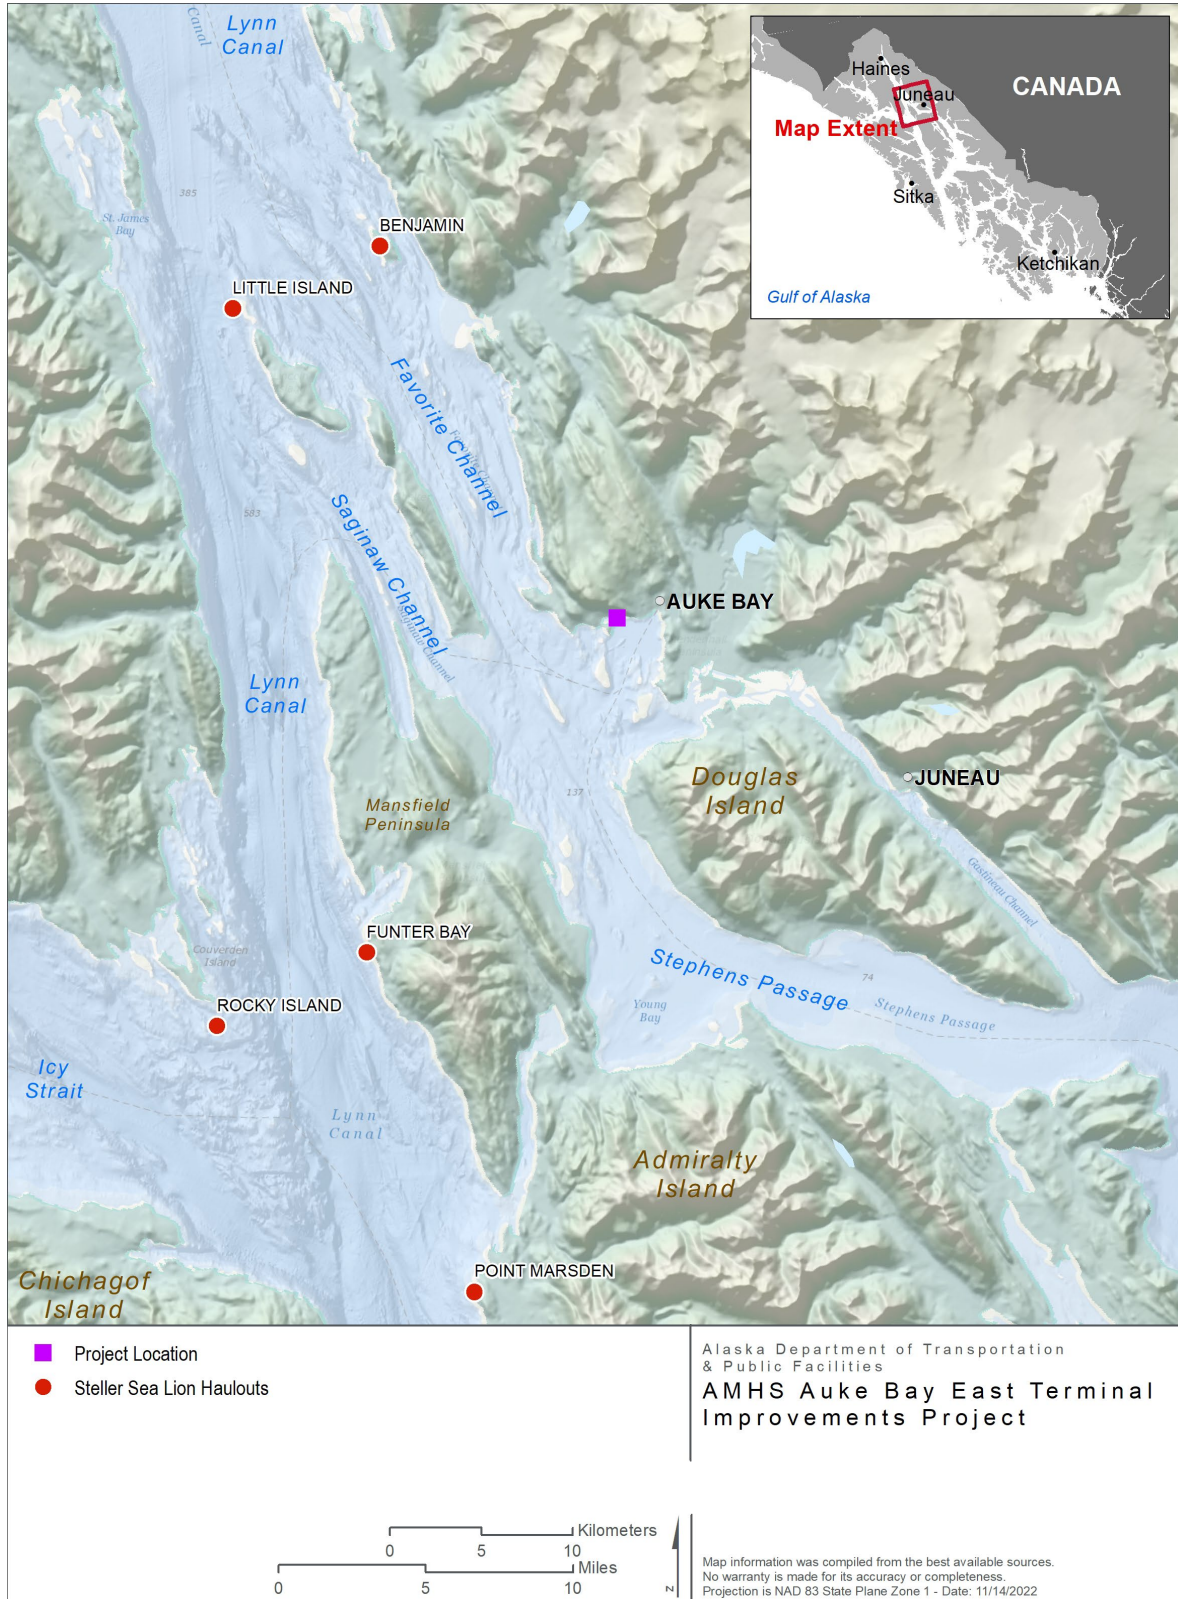 Lynn
Canal
Canal
Haines
Juneau
CANADA
Map Extent
Sitka
Ketchikan
Gulf of Alaska
385
St. James
Bay
BENJAMIN
LITTLE ISLAND
Favorite Channel
583
Saginaw Channel
Saginaw Channel
AUKE BAY
Lynn
Canal
Douglas
Island
JUNEAU
137
Mansfield
Peninsula
Gastineau Channel
FUNTER BAY
Couverden
Island
Stephens Passage
74
Stephens Passage
Young
Bay
ROCKY ISLAND
Icy
Strait
Lynn
Canal
Admiralty
Island
POINT MARSDEN
Chichagof
Island
Project Location
Steller Sea Lion Haulouts
Alaska Department of Transportation
& Public Facilities
AMHS Auke Bay East Terminal
Improvements Project
Kilometers
0 5 10
Miles
0 5 10
N
Map information was compiled from the best available sources.
No warranty is made for its accuracy or completeness.
Projection is NAD 83 State Plane Zone 1 - Date: 11/14/2022